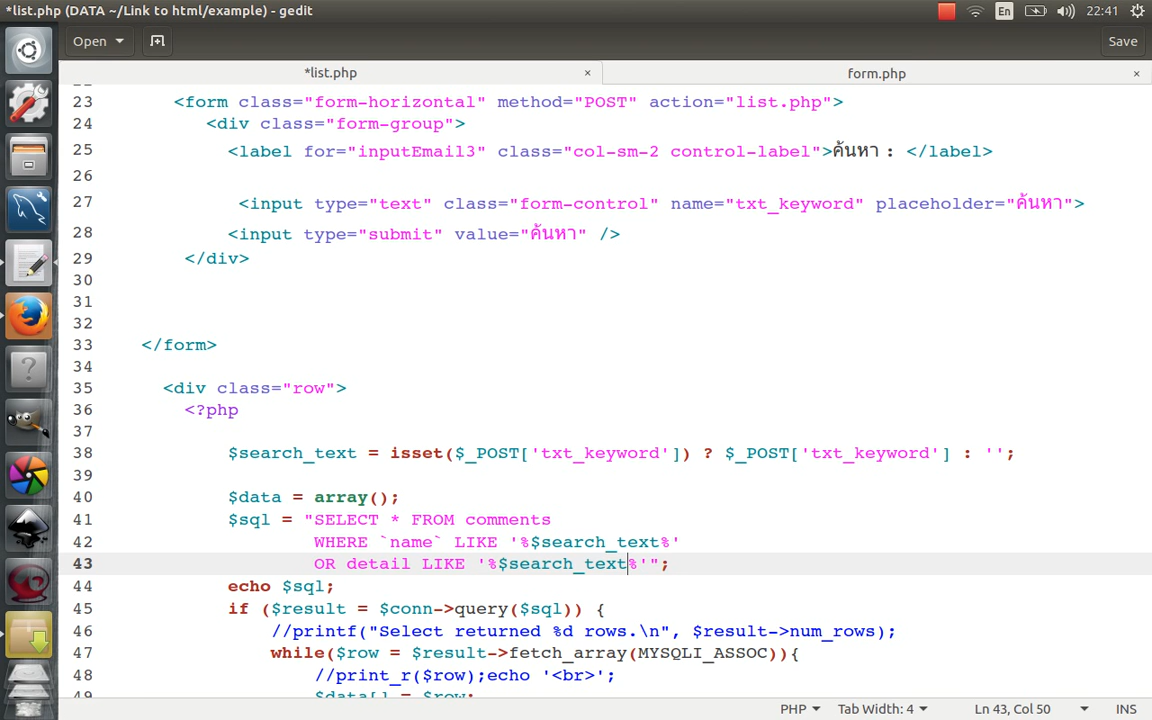 *list.php (DATA ~/Link to html/example) - gedit
En
22:41
Open
Save
*list.php
×
form.php
×
23 <form class="form-horizontal" method="POST" action="list.php">
24 <div class="form-group">
25 <label for="inputEmail3" class="col-sm-2 control-label">ค้นหา : </label>
26
27 <input type="text" class="form-control" name="txt_keyword" placeholder="ค้นหา">
28 <input type="submit" value="ค้นหา" />
29 </div>
30
31
32
33 </form>
34
35 <div class="row">
36 <?php
37
38 $search_text = isset($_POST['txt_keyword']) ? $_POST['txt_keyword'] : '';
39
40 $data = array();
41 $sql = "SELECT * FROM comments
42 WHERE `name` LIKE '%$search_text%'
43 OR detail LIKE '%$search_text%'";
44 echo $sql;
45 if ($result = $conn->query($sql)) {
46 //printf("Select returned %d rows.\n", $result->num_rows);
47 while($row = $result->fetch_array(MYSQLI_ASSOC)){
48 //print_r($row);echo '<br>';
49 $data[] = $row;
PHP
Tab Width: 4
Ln 43, Col 50
INS